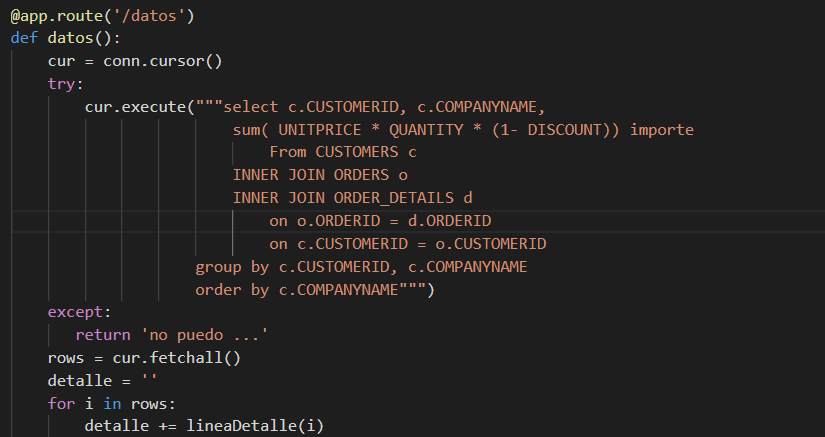 @app.route('/datos')
def datos():
    cur = conn.cursor()
    try:
        cur.execute("""select c.CUSTOMERID, c.COMPANYNAME,
                        sum( UNITPRICE * QUANTITY * (1- DISCOUNT)) importe
                            From CUSTOMERS c
                        INNER JOIN ORDERS o
                        INNER JOIN ORDER_DETAILS d
                            on o.ORDERID = d.ORDERID
                            on c.CUSTOMERID = o.CUSTOMERID
                    group by c.CUSTOMERID, c.COMPANYNAME
                    order by c.COMPANYNAME""")
    except:
       return 'no puedo ...'
    rows = cur.fetchall()
    detalle = ''
    for i in rows:
        detalle += lineaDetalle(i)